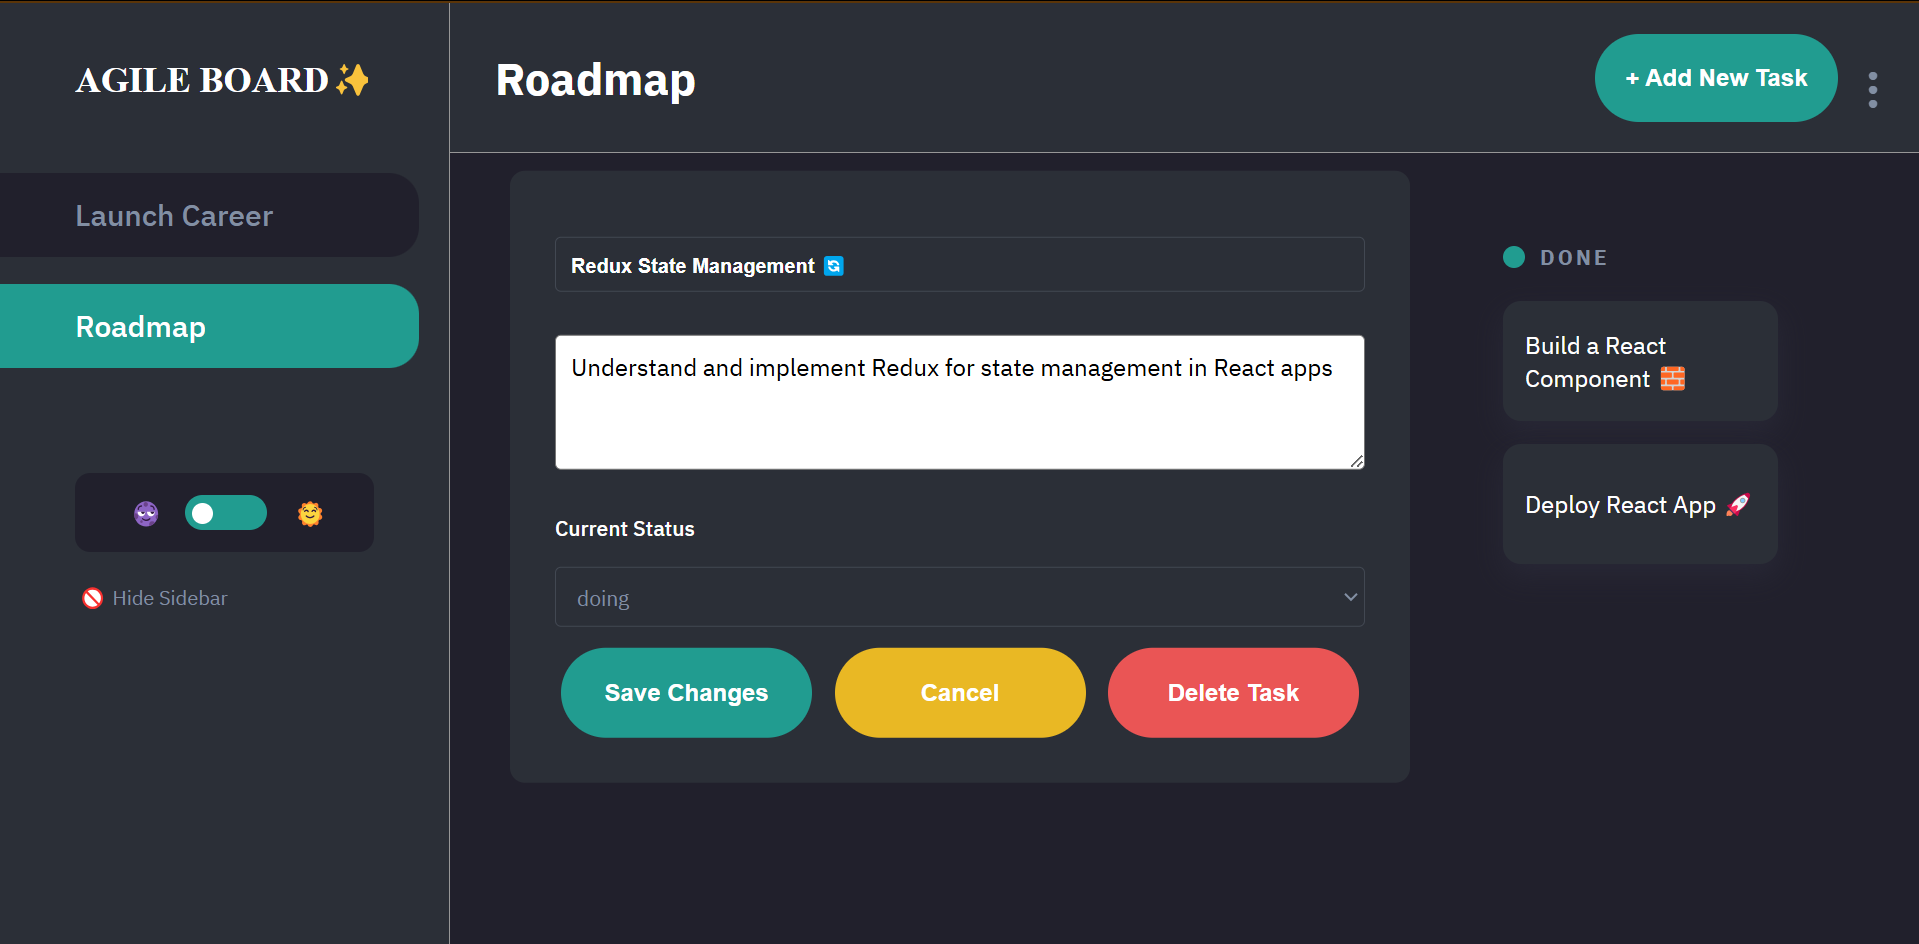 AGILE BOARD✨
Launch Career
Roadmap
🚫 Hide Sidebar
Roadmap
+ Add New Task
Redux State Management 🔄
Understand and implement Redux for state management in React apps
Current Status
doing
Save Changes
Cancel
Delete Task
DONE
Build a React
Component 🧱
Deploy React App 🚀